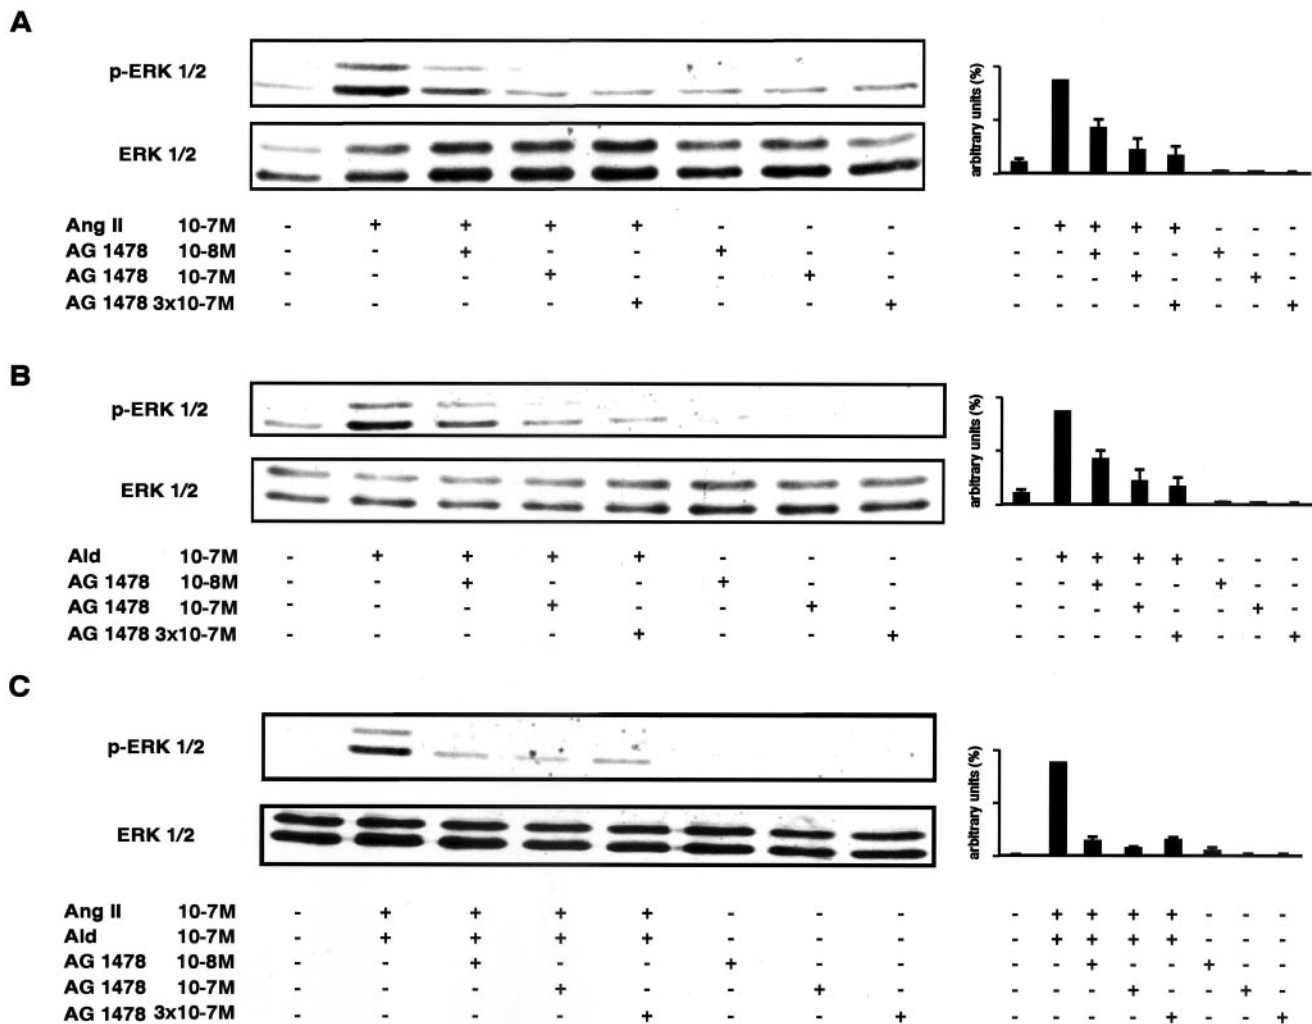 A
p-ERK 1/2
ERK 1/2
arbitrary units (%)
Ang II 10-7M - + + + + - - - - + + + + - - -
AG 1478 10-8M - - + - - + - - - - + - - + - -
AG 1478 10-7M - - - + - - + - - - - + - - + -
AG 1478 3x10-7M - - - - + - - + - - - - + - - +
B
p-ERK 1/2
ERK 1/2
arbitrary units (%)
Ald 10-7M - + + + + - - - - + + + + - - -
AG 1478 10-8M - - + - - + - - - - + - - + - -
AG 1478 10-7M - - - + - - + - - - - + - - + -
AG 1478 3x10-7M - - - - + - - + - - - - + - - +
C
p-ERK 1/2
ERK 1/2
arbitrary units (%)
Ang II 10-7M - + + + + - - - - + + + + - - -
Ald 10-7M - + + + + - - - - + + + + - - -
AG 1478 10-8M - - + - - + - - - - + - - + - -
AG 1478 10-7M - - - + - - + - - - - + - - + -
AG 1478 3x10-7M - - - - + - - + - - - - + - - +